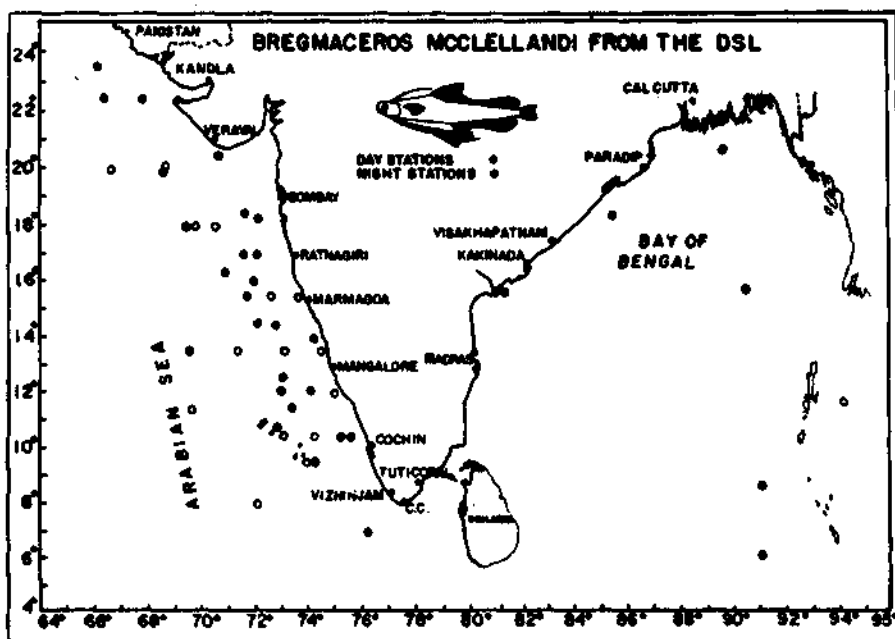 PAKISTAN
BREGMACEROS MCCLELLANDI FROM THE DSL
KANDLA
CALCUTTA
VERAVAL
DAY STATIONS
NIGHT STATIONS
PARADIP
BOMBAY
VISAKHAPATNAM
BAY OF
BENGAL
RATNAGIRI
KAKINADA
MARMAGOA
MADRAS
MANGALORE
ARABIAN SEA
COCHIN
TUTICORIN
VIZHINJAM
C.C.
24°
22°
20°
18°
16°
14°
12°
10°
8°
6°
4°
64° 66° 68° 70° 72° 74° 76° 78° 80° 82° 84° 86° 88° 90° 92° 94° 96°